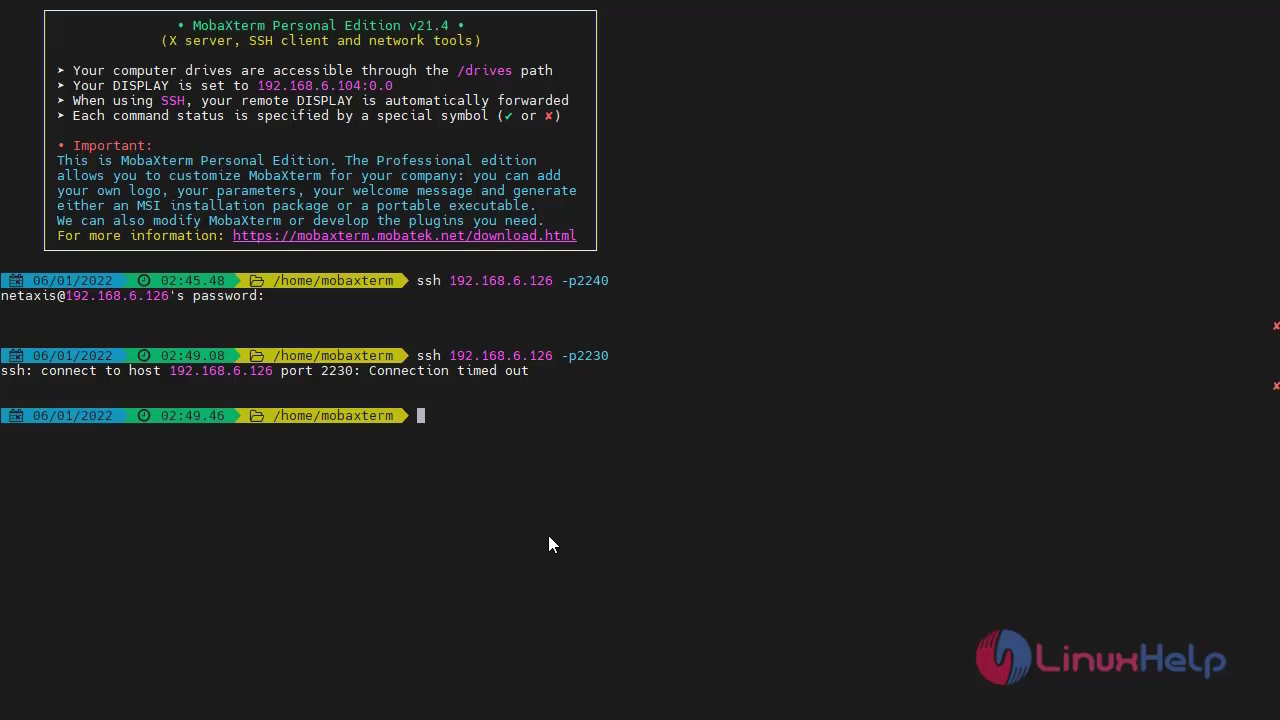 • MobaXterm Personal Edition v21.4 •
(X server, SSH client and network tools)
➤ Your computer drives are accessible through the /drives path
➤ Your DISPLAY is set to 192.168.6.104:0.0
➤ When using SSH, your remote DISPLAY is automatically forwarded
➤ Each command status is specified by a special symbol (✔ or ✘)
• Important:
This is MobaXterm Personal Edition. The Professional edition
allows you to customize MobaXterm for your company: you can add
your own logo, your parameters, your welcome message and generate
either an MSI installation package or a portable executable.
We can also modify MobaXterm or develop the plugins you need.
For more information: https://mobaxterm.mobatek.net/download.html
06/01/2022 02:45.48 /home/mobaxterm ssh 192.168.6.126 -p2240
netaxis@192.168.6.126's password:
✘
06/01/2022 02:49.08 /home/mobaxterm ssh 192.168.6.126 -p2230
ssh: connect to host 192.168.6.126 port 2230: Connection timed out
✘
06/01/2022 02:49.46 /home/mobaxterm
LinuxHelp